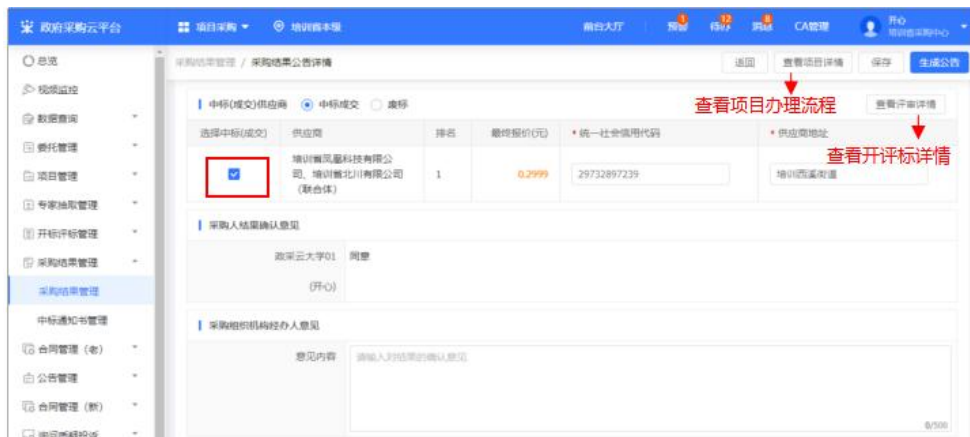 政府采购云平台
项目采购
培训省本级
前台大厅
预警
待办 12
消息 8
CA管理
开心
培训省采购中心
总览
视频监控
数据查询
委托管理
项目管理
专家抽取管理
开标评标管理
采购结果管理
采购结果管理
中标通知书管理
合同管理（老）
公告管理
合同管理（新）
采购结果管理 / 采购结果公告详情
返回
查看项目详情
保存
生成公告
查看项目办理流程
中标(成交)供应商
中标成交
废标
查看评审详情
查看开评标详情
选择中标(成交)
供应商
排名
最终报价(元)
* 统一社会信用代码
* 供应商地址
培训省凤凰科技有限公
司，培训省北川有限公司
（联合体）
1
0.2999
29732897239
培训西溪街道
采购人结果确认意见
政采云大学01
同意
(开心)
采购组织机构经办人意见
意见内容
请输入对结果的确认意见
0/500